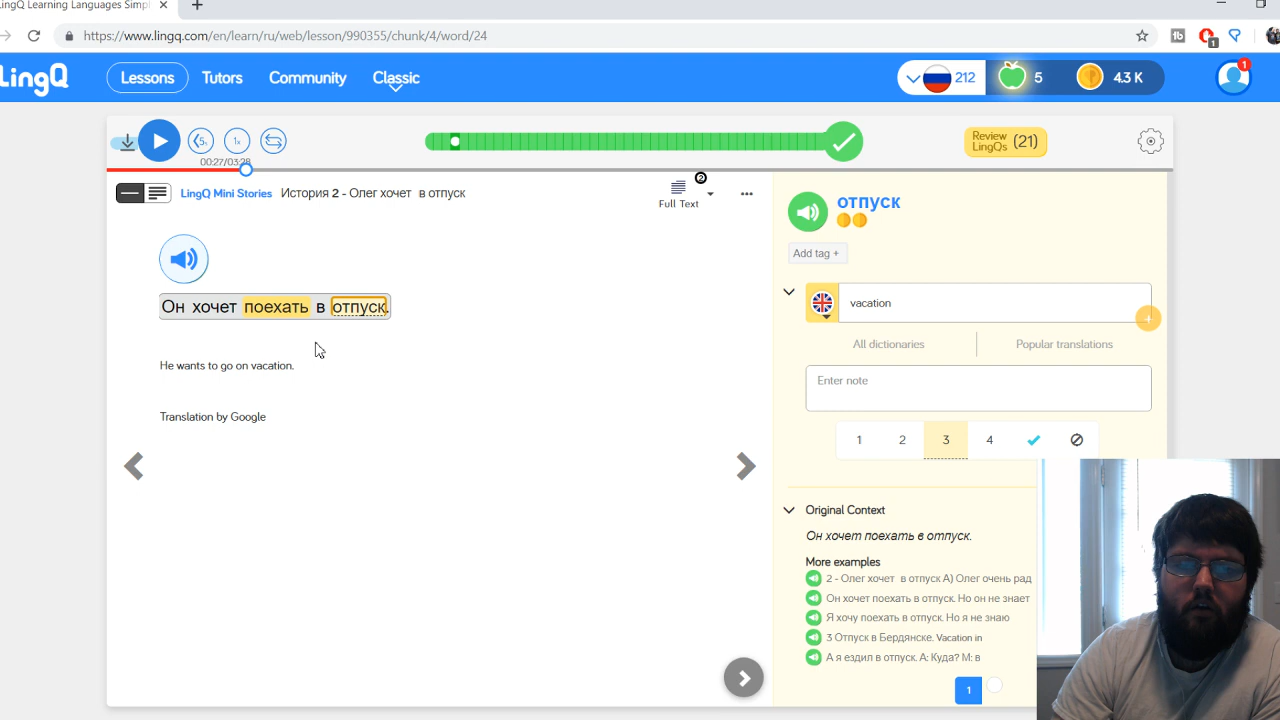 LingQ Learning Languages Simpl
https://www.lingq.com/en/learn/ru/web/lesson/990355/chunk/4/word/24
1
LingQ
Lessons
Tutors
Community
Classic
212
5
4.3 K
1
5s
1x
00:27/03:28
Review
LingQs (21)
LingQ Mini Stories История 2 - Олег хочет в отпуск
2
Full Text
Он хочет поехать в отпуск.
He wants to go on vacation.
Translation by Google
отпуск
Add tag +
vacation
All dictionaries
Popular translations
Enter note
1 2 3 4
Original Context
Он хочет поехать в отпуск.
More examples
2 - Олег хочет в отпуск А) Олег очень рад
Он хочет поехать в отпуск. Но он не знает
Я хочу поехать в отпуск. Но я не знаю
3 Отпуск в Бердянске. Vacation in
А я ездил в отпуск. А: Куда? М: в
1